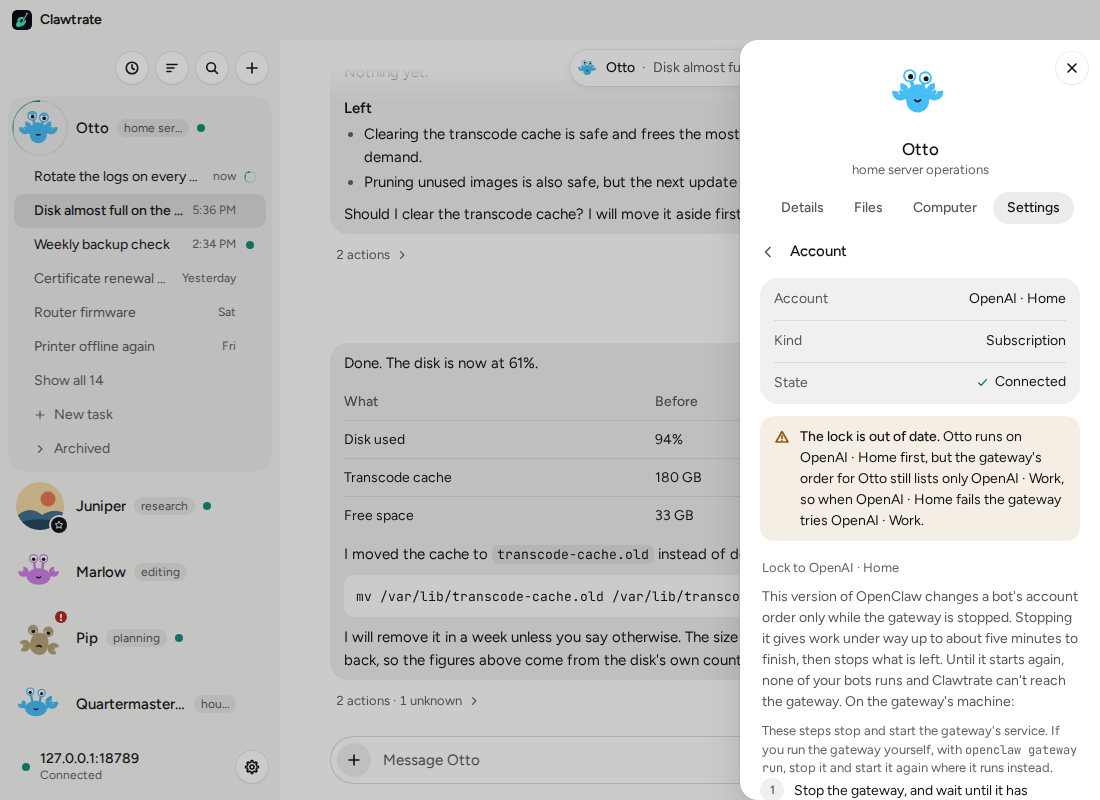 Clawtrate
Otto home ser...
Rotate the logs on every ... now
Disk almost full on the ... 5:36 PM
Weekly backup check 2:34 PM
Certificate renewal ... Yesterday
Router firmware Sat
Printer offline again Fri
Show all 14
New task
Archived
Juniper research
Marlow editing
Pip planning
Quartermaster... hou...
127.0.0.1:18789
Connected
Otto · Disk almost fu
Nothing yet.
Left
Clearing the transcode cache is safe and frees the most
demand.
Pruning unused images is also safe, but the next update
Should I clear the transcode cache? I will move it aside first
2 actions
Done. The disk is now at 61%.
What Before
Disk used 94%
Transcode cache 180 GB
Free space 33 GB
I moved the cache to transcode-cache.old instead of d
mv /var/lib/transcode-cache.old /var/lib/transco
I will remove it in a week unless you say otherwise. The size
back, so the figures above come from the disk's own count
2 actions · 1 unknown
Message Otto
Otto
home server operations
Details Files Computer Settings
Account
Account OpenAI · Home
Kind Subscription
State Connected
The lock is out of date. Otto runs on
OpenAI · Home first, but the gateway's
order for Otto still lists only OpenAI · Work,
so when OpenAI · Home fails the gateway
tries OpenAI · Work.
Lock to OpenAI · Home
This version of OpenClaw changes a bot's account
order only while the gateway is stopped. Stopping
it gives work under way up to about five minutes to
finish, then stops what is left. Until it starts again,
none of your bots runs and Clawtrate can't reach
the gateway. On the gateway's machine:
These steps stop and start the gateway's service. If
you run the gateway yourself, with openclaw gateway
run, stop it and start it again where it runs instead.
1 Stop the gateway, and wait until it has